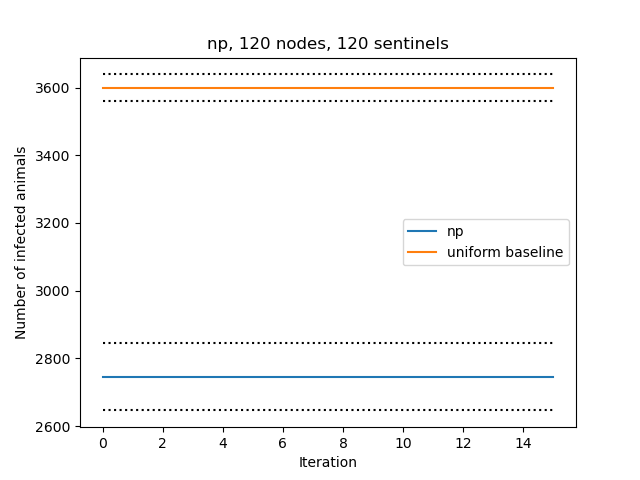 np, 120 nodes, 120 sentinels
3600
3400
3200
3000
2800
2600
Number of infected animals
np
uniform baseline
0 2 4 6 8 10 12 14
Iteration